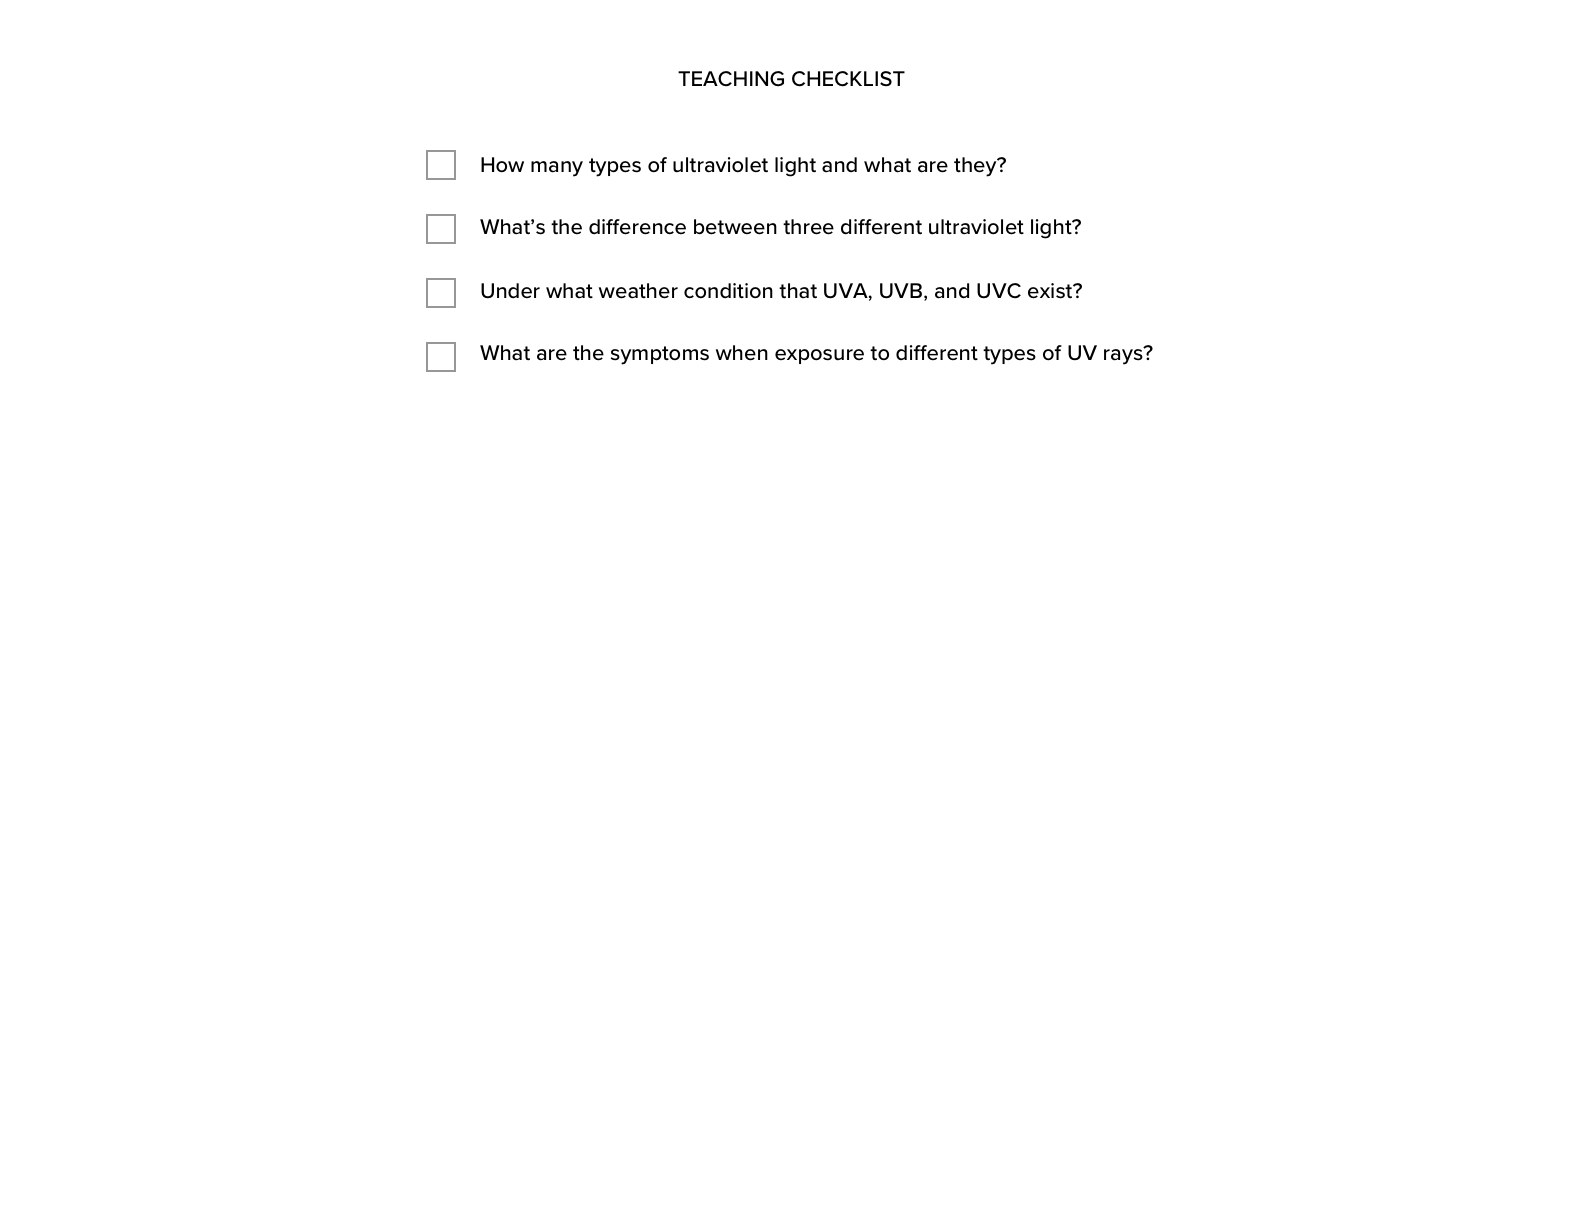 TEACHING CHECKLIST
How many types of ultraviolet light and what are they?
What’s the difference between three different ultraviolet light?
Under what weather condition that UVA, UVB, and UVC exist?
What are the symptoms when exposure to different types of UV rays?